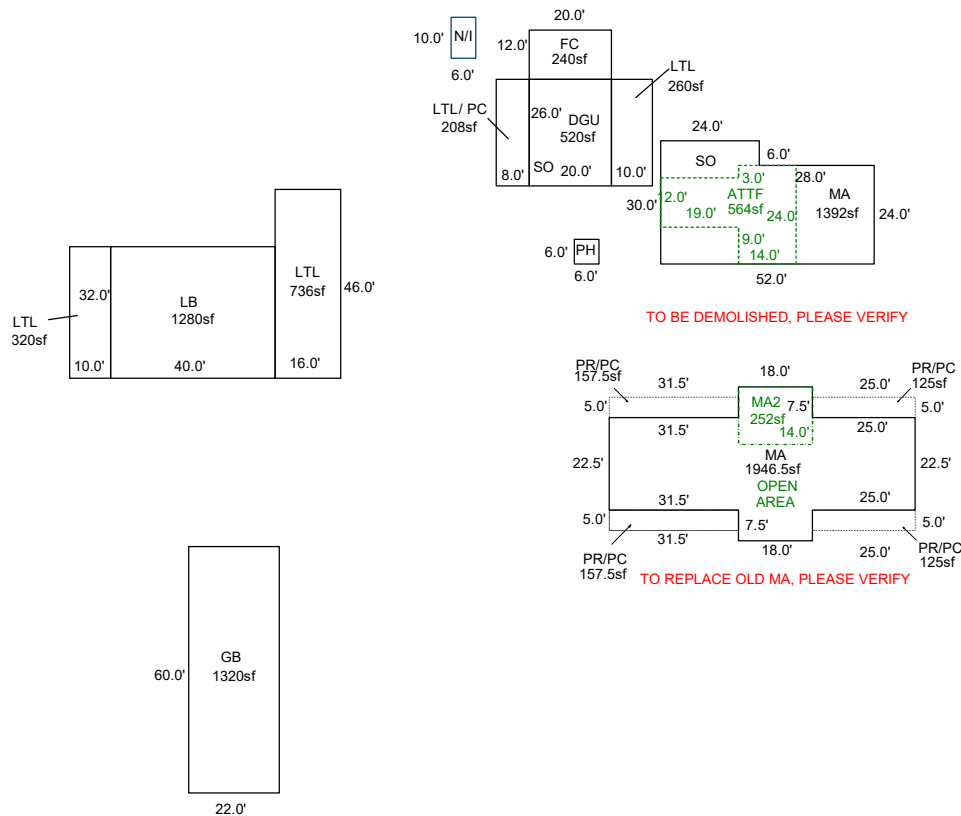 20.0'
10.0'
N/I
12.0'
FC
240sf
6.0'
LTL
260sf
LTL/ PC
208sf
26.0'
DGU
520sf
8.0'
SO
20.0'
10.0'
24.0'
SO
6.0'
3.0'
28.0'
12.0'
ATTF
564sf
MA
1392sf
30.0'
19.0'
24.0'
24.0'
9.0'
14.0'
52.0'
6.0'
PH
6.0'
TO BE DEMOLISHED, PLEASE VERIFY
LTL
736sf
46.0'
32.0'
LB
1280sf
LTL
320sf
10.0'
40.0'
16.0'
PR/PC
157.5sf
31.5'
18.0'
25.0'
PR/PC
125sf
5.0'
MA2
252sf
7.5'
5.0'
31.5'
14.0'
25.0'
22.5'
MA
1946.5sf
22.5'
OPEN
AREA
31.5'
25.0'
5.0'
7.5'
5.0'
31.5'
18.0'
25.0'
PR/PC
157.5sf
PR/PC
125sf
TO REPLACE OLD MA, PLEASE VERIFY
GB
1320sf
60.0'
22.0'